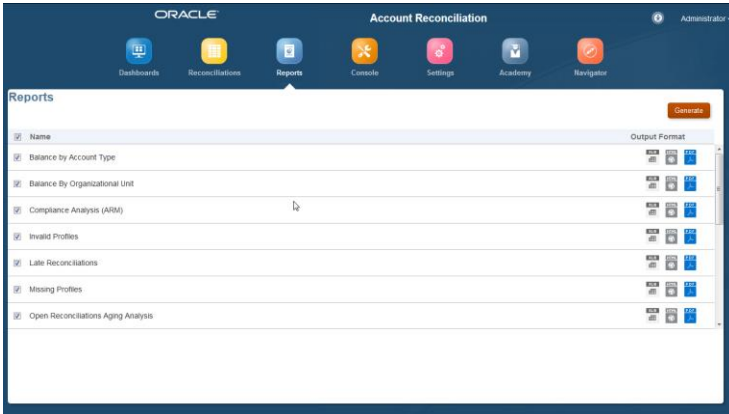 ORACLE
Account Reconciliation
Administrator
Dashboards
Reconciliations
Reports
Console
Settings
Academy
Navigator
Reports
Generate
Name
Output Format
Balance by Account Type
Balance By Organizational Unit
Compliance Analysis (ARM)
Invalid Profiles
Late Reconciliations
Missing Profiles
Open Reconciliations Aging Analysis